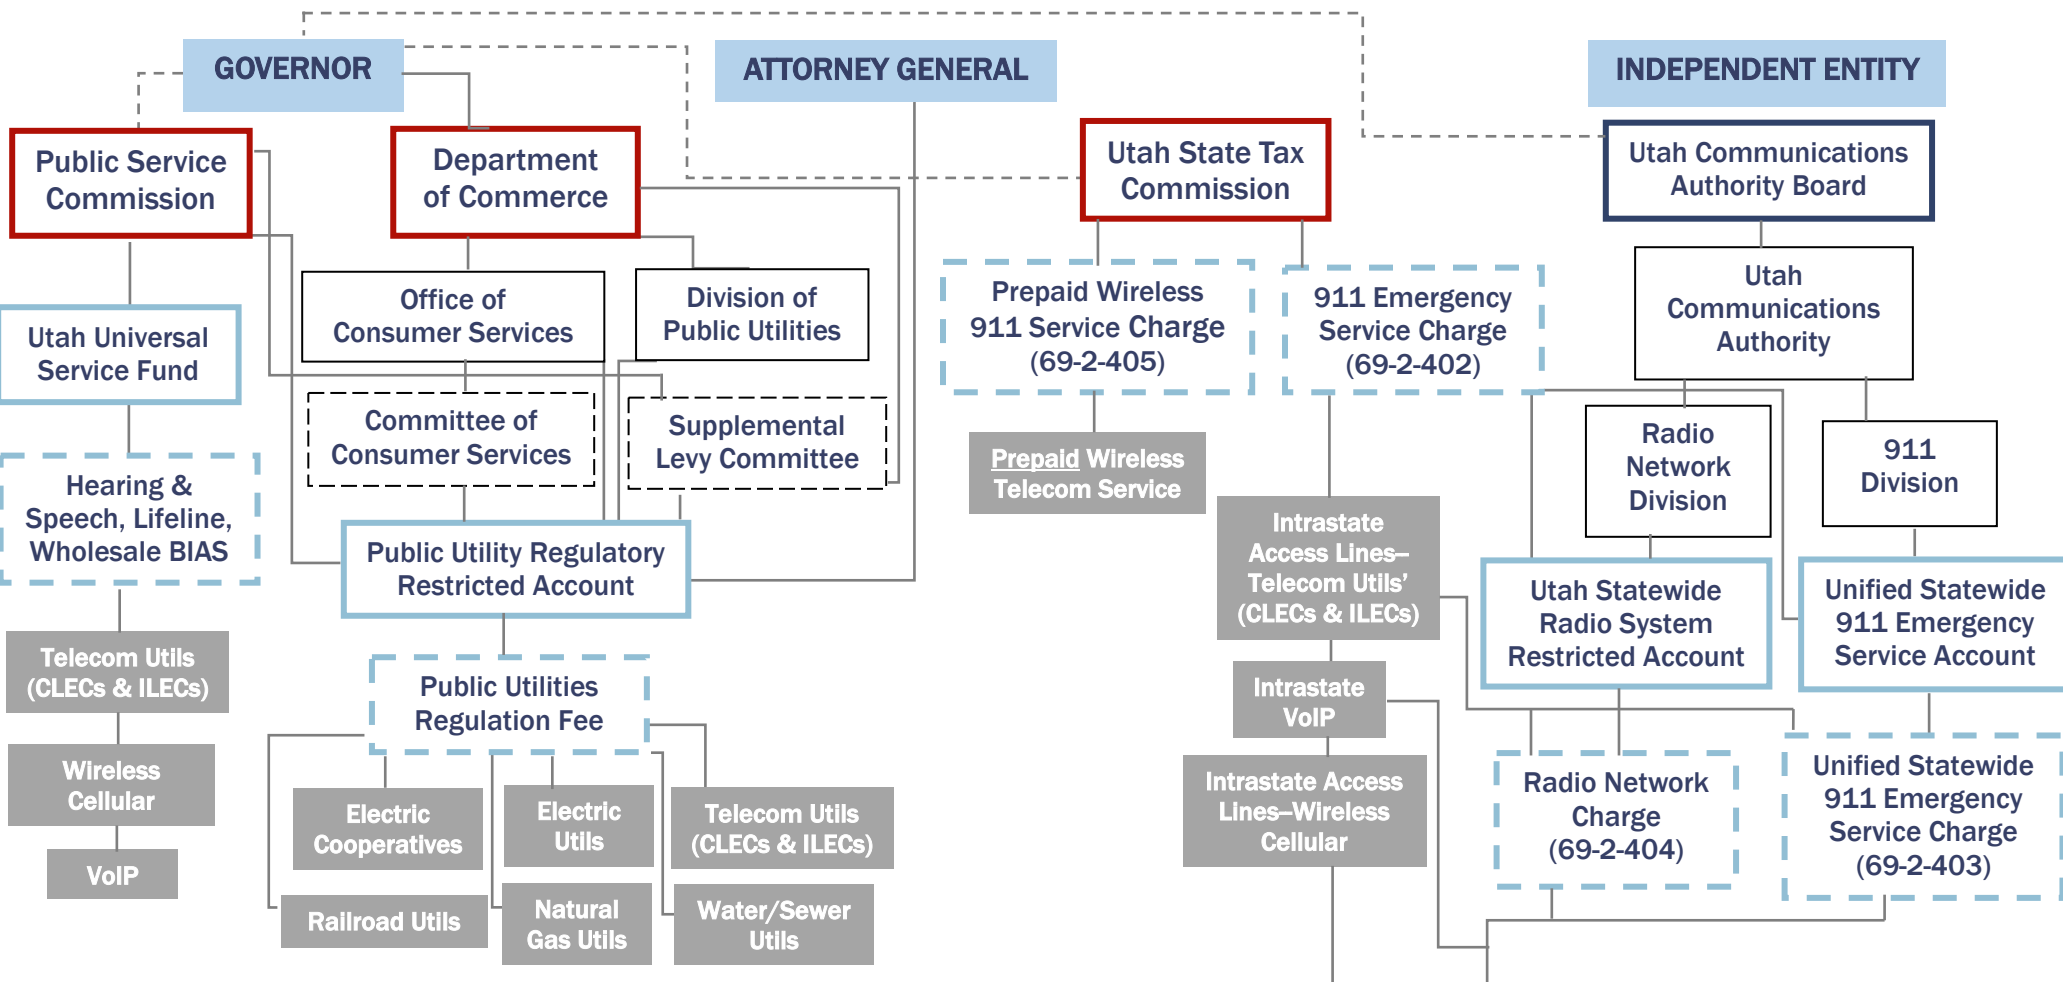 GOVERNOR
ATTORNEY GENERAL
INDEPENDENT ENTITY
Public Service
Commission
Department
of Commerce
Utah State Tax
Commission
Utah Communications
Authority Board
Utah Universal
Service Fund
Office of
Consumer Services
Division of
Public Utilities
Prepaid Wireless
911 Service Charge
(69-2-405)
911 Emergency
Service Charge
(69-2-402)
Utah
Communications
Authority
Committee of
Consumer Services
Supplemental
Levy Committee
Prepaid Wireless
Telecom Service
Radio
Network
Division
911
Division
Hearing &
Speech, Lifeline,
Wholesale BIAS
Public Utility Regulatory
Restricted Account
Intrastate
Access Lines–
Telecom Utils’
(CLECs & ILECs)
Utah Statewide
Radio System
Restricted Account
Unified Statewide
911 Emergency
Service Account
Telecom Utils
(CLECs & ILECs)
Public Utilities
Regulation Fee
Intrastate
VoIP
Wireless
Cellular
Intrastate Access
Lines–Wireless
Cellular
Radio Network
Charge
(69-2-404)
Unified Statewide
911 Emergency
Service Charge
(69-2-403)
VoIP
Electric
Cooperatives
Electric
Utils
Telecom Utils
(CLECs & ILECs)
Railroad Utils
Natural
Gas Utils
Water/Sewer
Utils